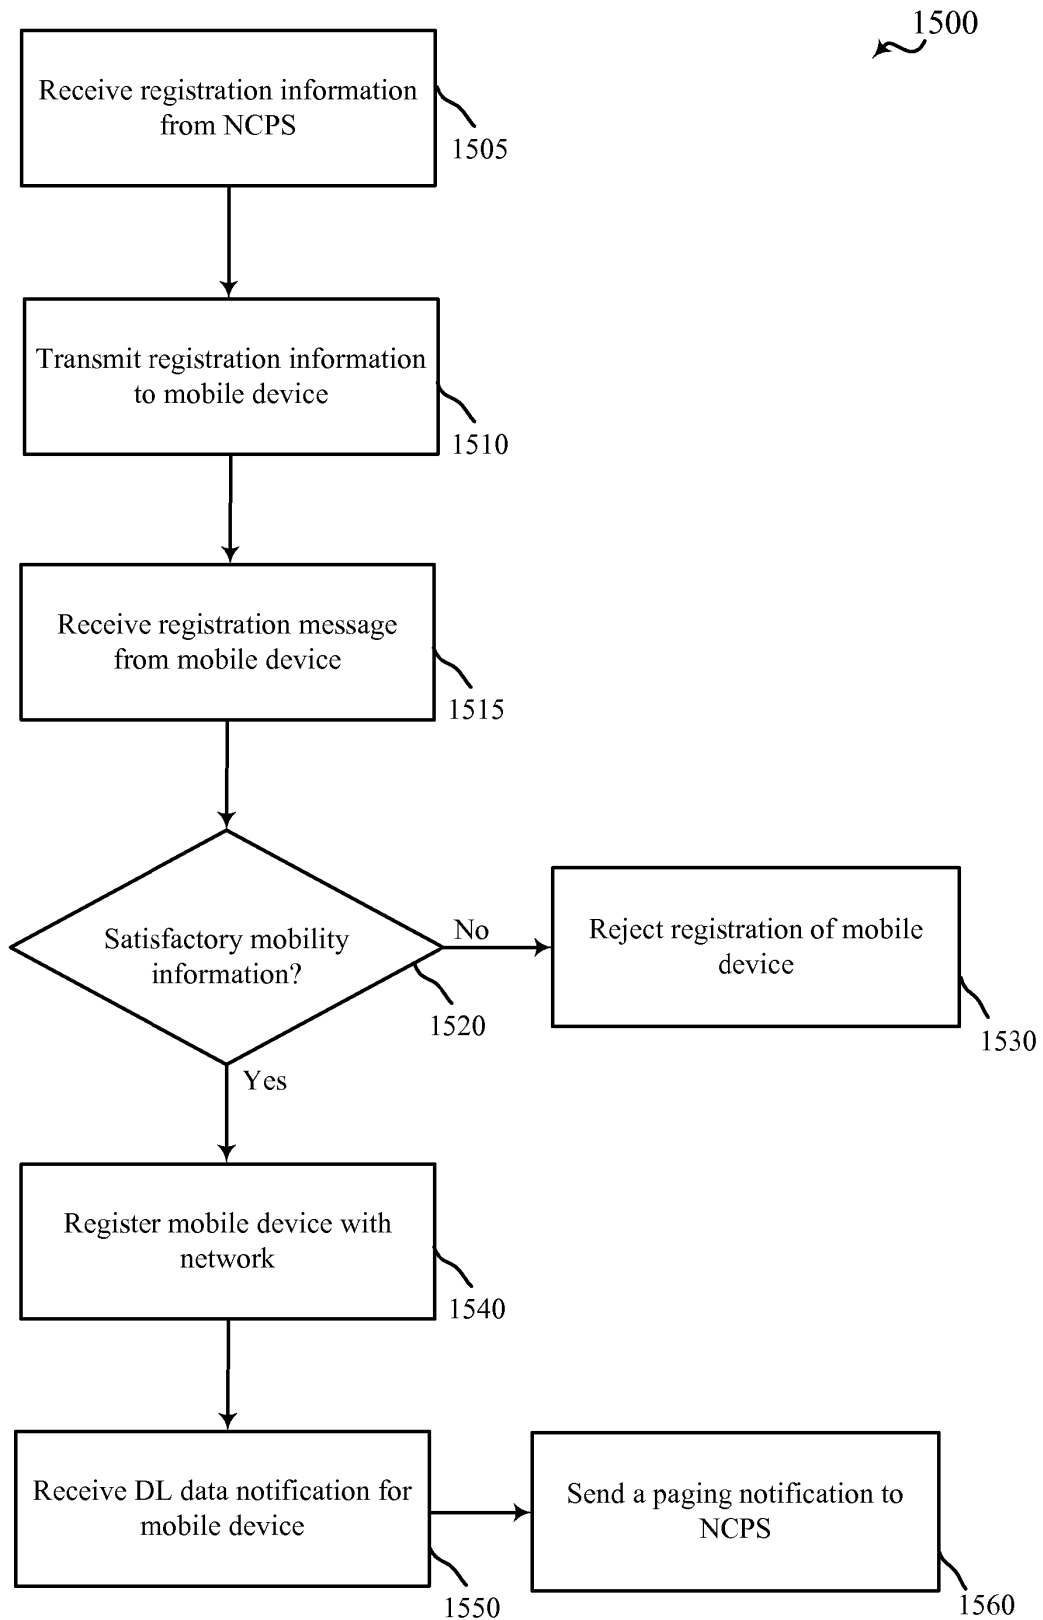 1500
Receive registration information
from NCPS
1505
Transmit registration information
to mobile device
1510
Receive registration message
from mobile device
1515
Satisfactory mobility
information?
1520
No
Reject registration of mobile
device
1530
Yes
Register mobile device with
network
1540
Receive DL data notification for
mobile device
1550
Send a paging notification to
NCPS
1560